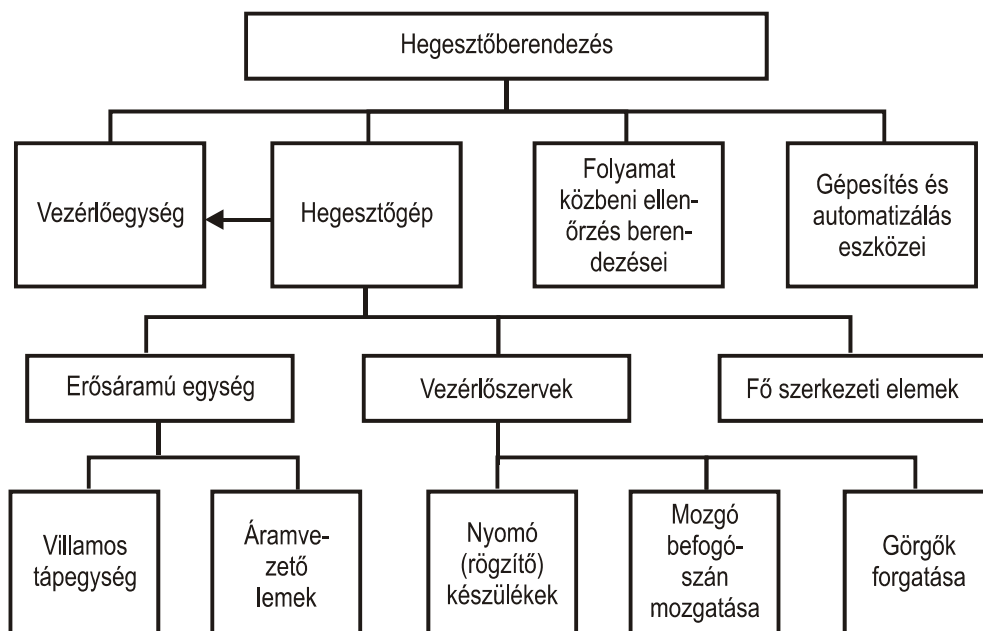 Hegesztőberendezés
Vezérlőegység
Hegesztőgép
Folyamat
közbeni ellen-
őrzés beren-
dezései
Gépesítés és
automatizálás
eszközei
Erősáramú egység
Vezérlőszervek
Fő szerkezeti elemek
Villamos
tápegység
Áramve-
zető
lemek
Nyomó
(rögzítő)
készülékek
Mozgó
befogó-
szán
mozgatása
Görgők
forgatása